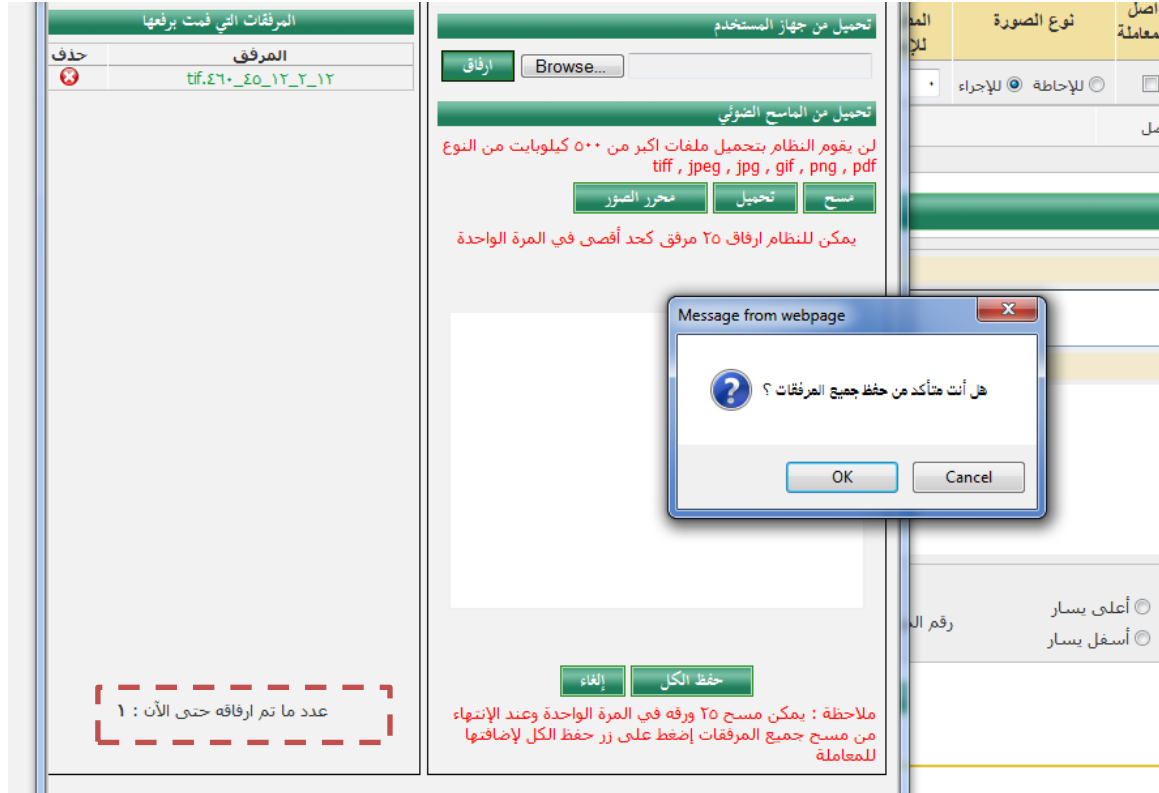 اصل
معاملة
نوع الصورة
للإحاطة
للإجراء
أعلى يسار
أسفل يسار
تحميل من جهاز المستخدم
Browse...
ارفاق
تحميل من الماسح الضوئي
لن يقوم النظام بتحميل ملفات اكبر من ٥٠٠ كيلوبايت من النوع
tiff , jpeg , jpg , gif , png , pdf
مسح
تحميل
محرر الصور
يمكن للنظام ارفاق ٢٥ مرفق كحد أقصى في المرة الواحدة
Message from webpage
هل أنت متأكد من حفظ جميع المرفقات ؟
OK
Cancel
حفظ الكل
إلغاء
ملاحظة : يمكن مسح ٢٥ ورقه في المرة الواحدة وعند الإنتهاء
من مسح جميع المرفقات إضغط على زر حفظ الكل لإضافتها
للمعاملة
المرفقات التي قمت برفعها
المرفق
حذف
١٢_٢_١٢_٤٥_٤٦٠.tif
عدد ما تم ارفاقه حتى الآن : ١